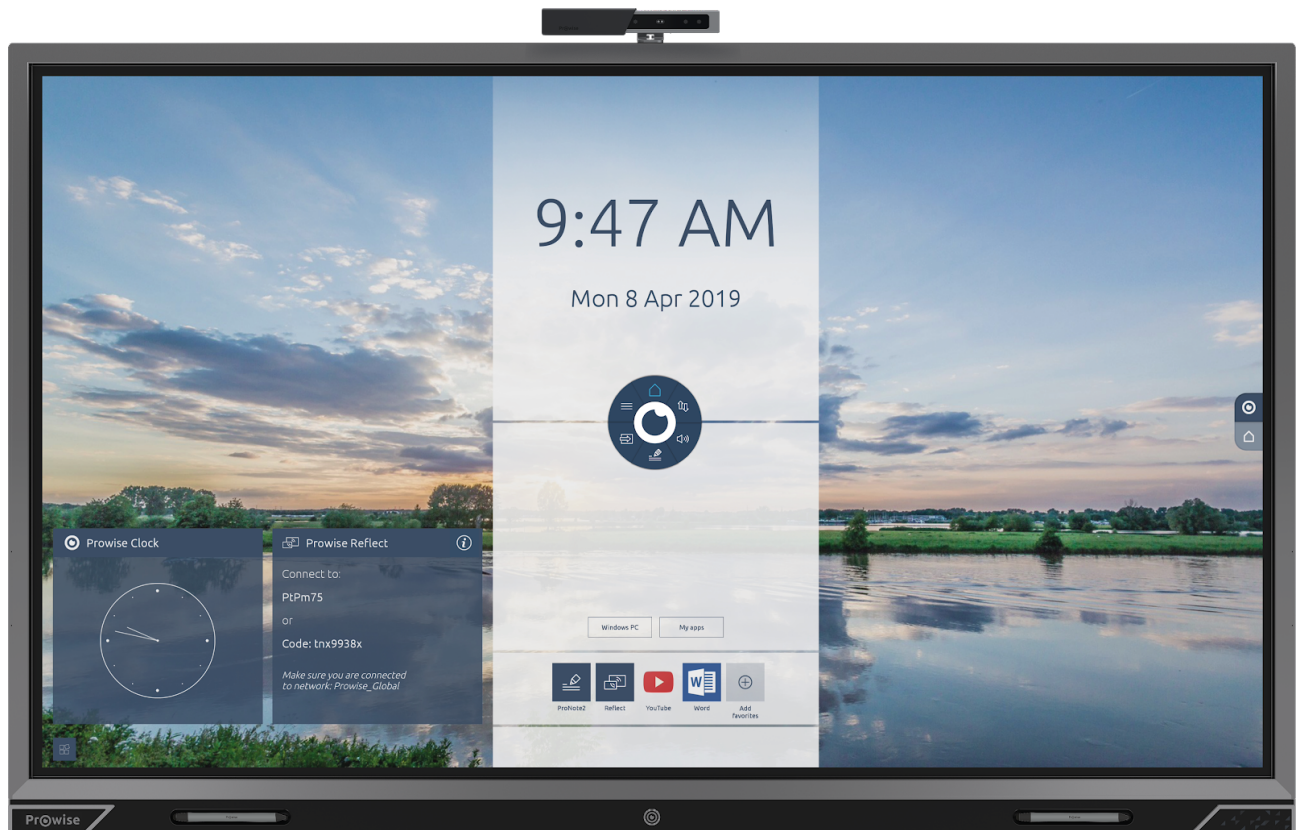 9:47 AM
Mon 8 Apr 2019
Prowise Clock
Prowise Reflect
i
Connect to:
PtPm75
or
Code: tnx9938x
Make sure you are connected
to network: Prowise_Global
Windows PC
My apps
W
ProNote2
Reflect
YouTube
Word
Add
favorites
Prowise